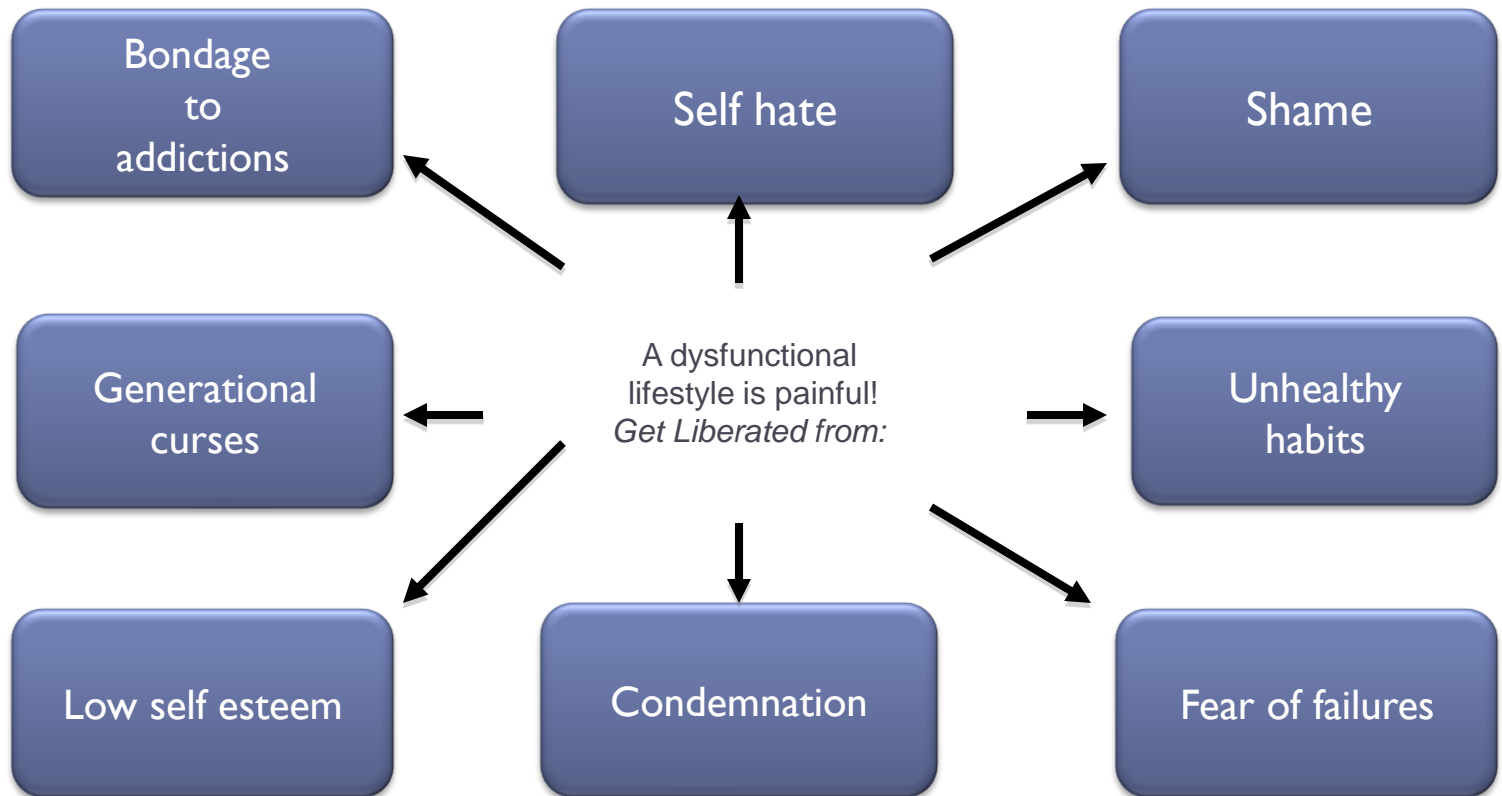 Bondage
to
addictions
Self hate
Shame
Generational
curses
A dysfunctional
lifestyle is painful!
Get Liberated from:
Unhealthy
habits
Low self esteem
Condemnation
Fear of failures